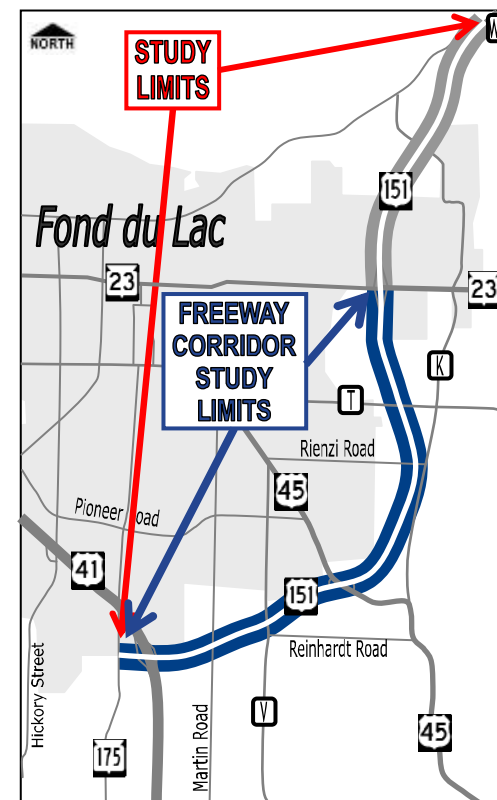 NORTH
STUDY
LIMITS
151
Fond du Lac
23
23
FREEWAY
CORRIDOR
STUDY
LIMITS
K
T
Rienzi Road
45
Pioneer Road
41
151
Reinhardt Road
Hickory Street
Martin Road
V
45
175